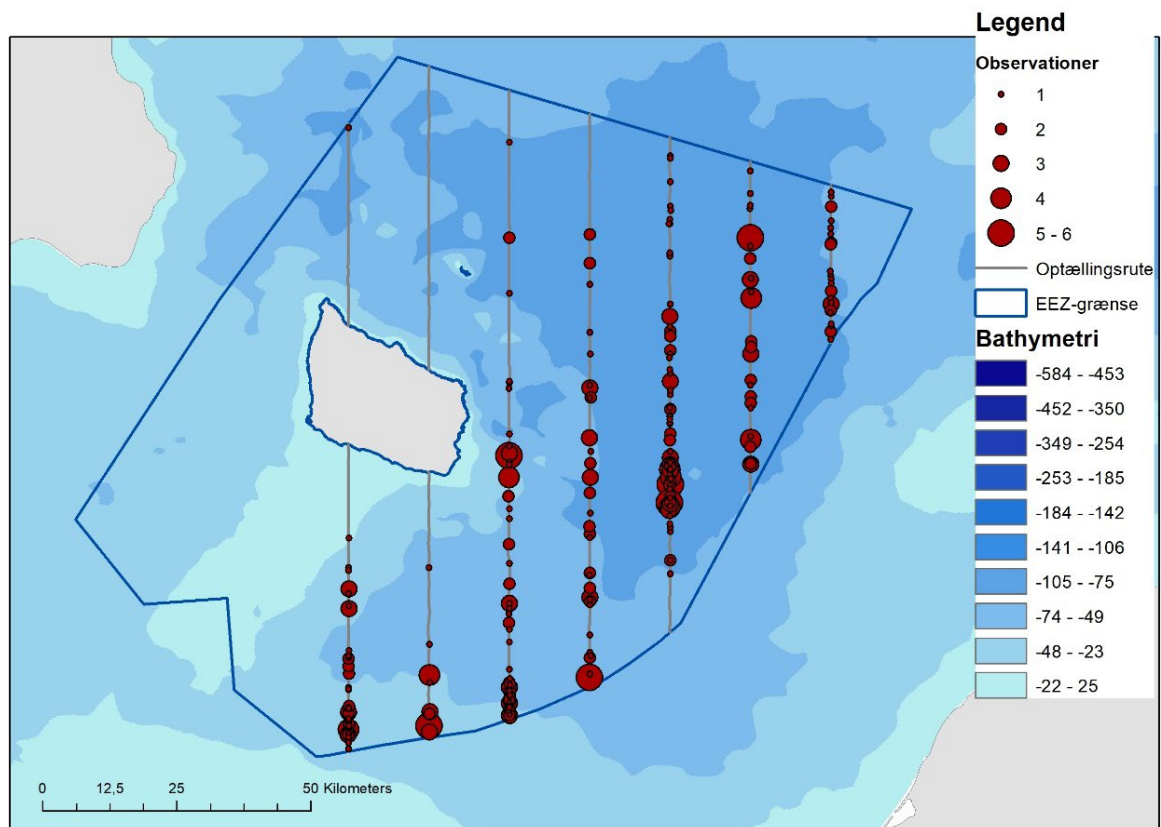 Legend
Observationer
1
2
3
4
5 - 6
Optællingsrute
EEZ-grænse
Bathymetri
-584 - -453
-452 - -350
-349 - -254
-253 - -185
-184 - -142
-141 - -106
-105 - -75
-74 - -49
-48 - -23
-22 - 25
0 12,5 25 50 Kilometers